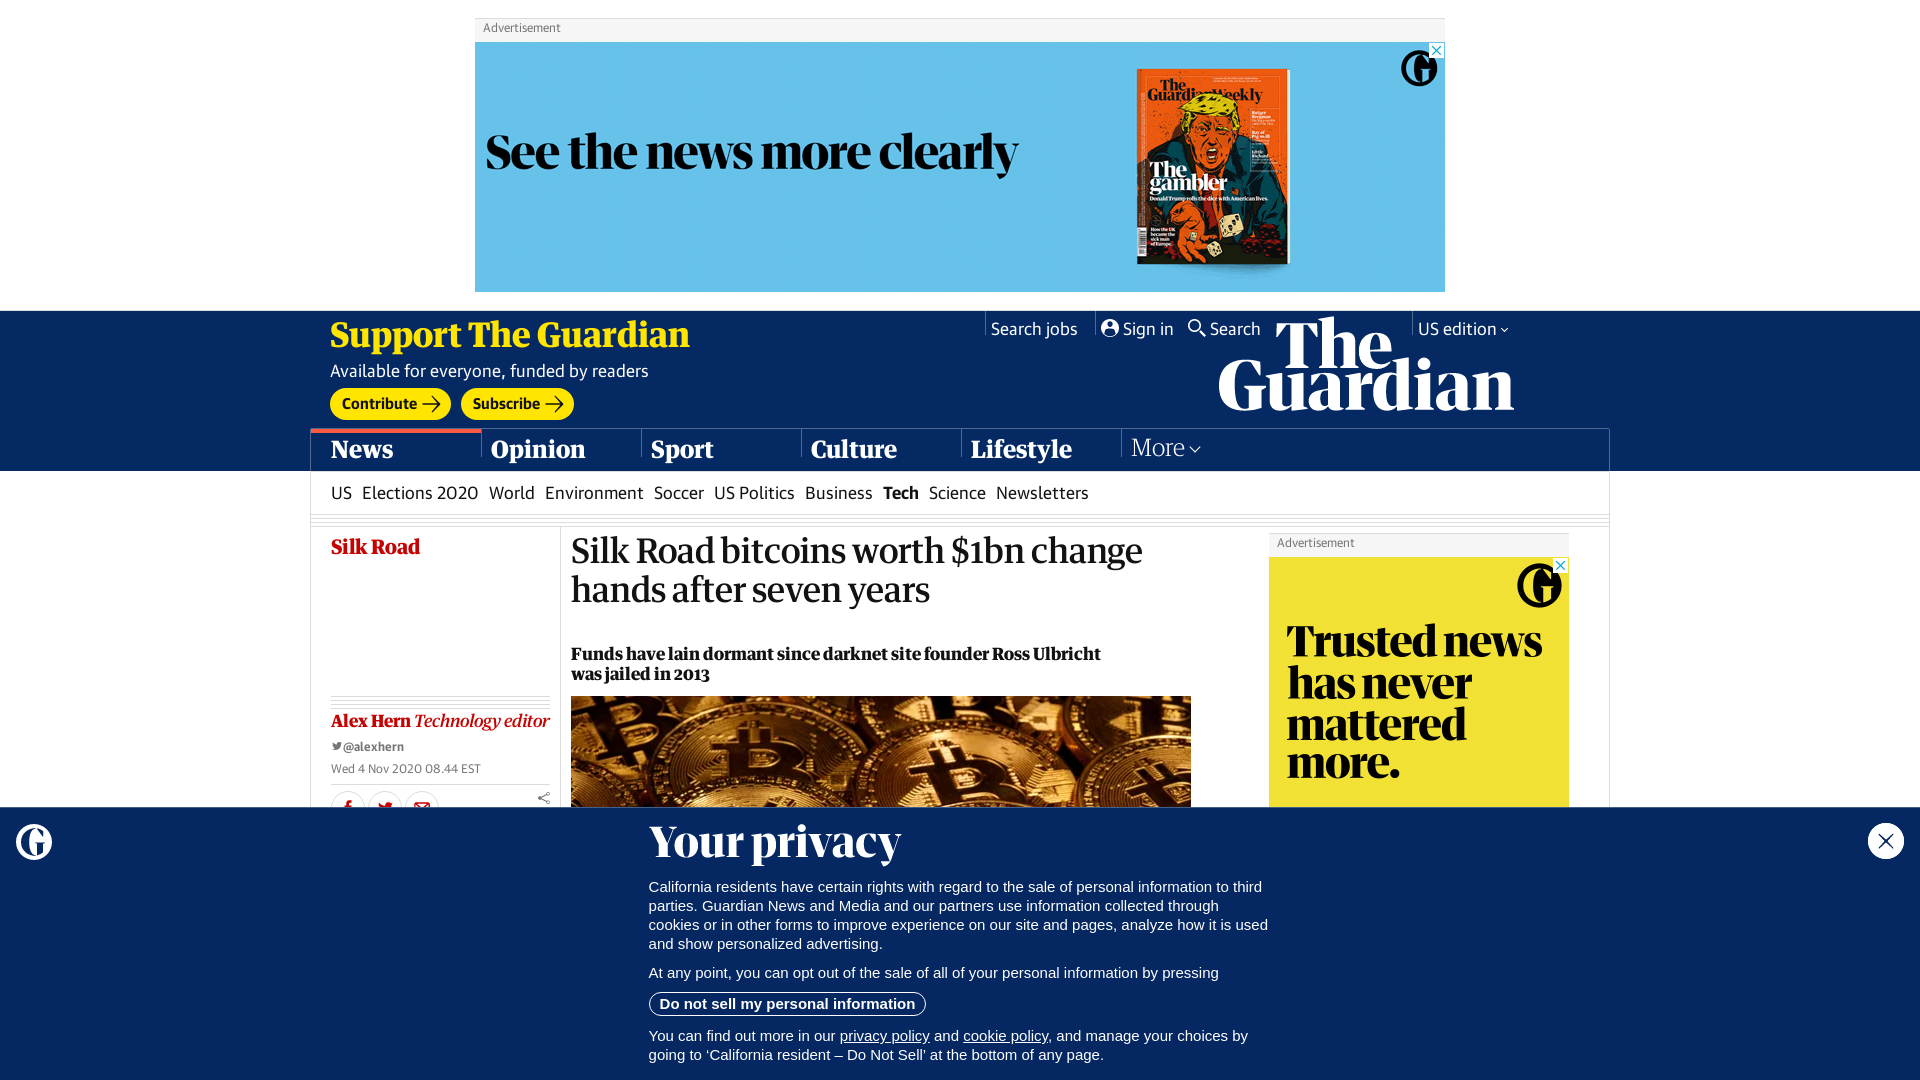 Advertisement
See the news more clearly
The
Guardian Weekly
The
gambler
Donald Trump rolls the dice with American lives.
How the UK
became the
sick man
of Europe
Support The Guardian
Available for everyone, funded by readers
Contribute
Subscribe
Search jobs
Sign in
Search
US edition
The
Guardian
News
Opinion
Sport
Culture
Lifestyle
More
US
Elections 2020
World
Environment
Soccer
US Politics
Business
Tech
Science
Newsletters
Silk Road
Silk Road bitcoins worth $1bn change
hands after seven years
Funds have lain dormant since darknet site founder Ross Ulbricht
was jailed in 2013
Alex Hern Technology editor
@alexhern
Wed 4 Nov 2020 08.44 EST
Advertisement
Trusted news
has never
mattered
more.
Your privacy
California residents have certain rights with regard to the sale of personal information to third
parties. Guardian News and Media and our partners use information collected through
cookies or in other forms to improve experience on our site and pages, analyze how it is used
and show personalized advertising.
At any point, you can opt out of the sale of all of your personal information by pressing
Do not sell my personal information
You can find out more in our privacy policy and cookie policy, and manage your choices by
going to ‘California resident – Do Not Sell’ at the bottom of any page.